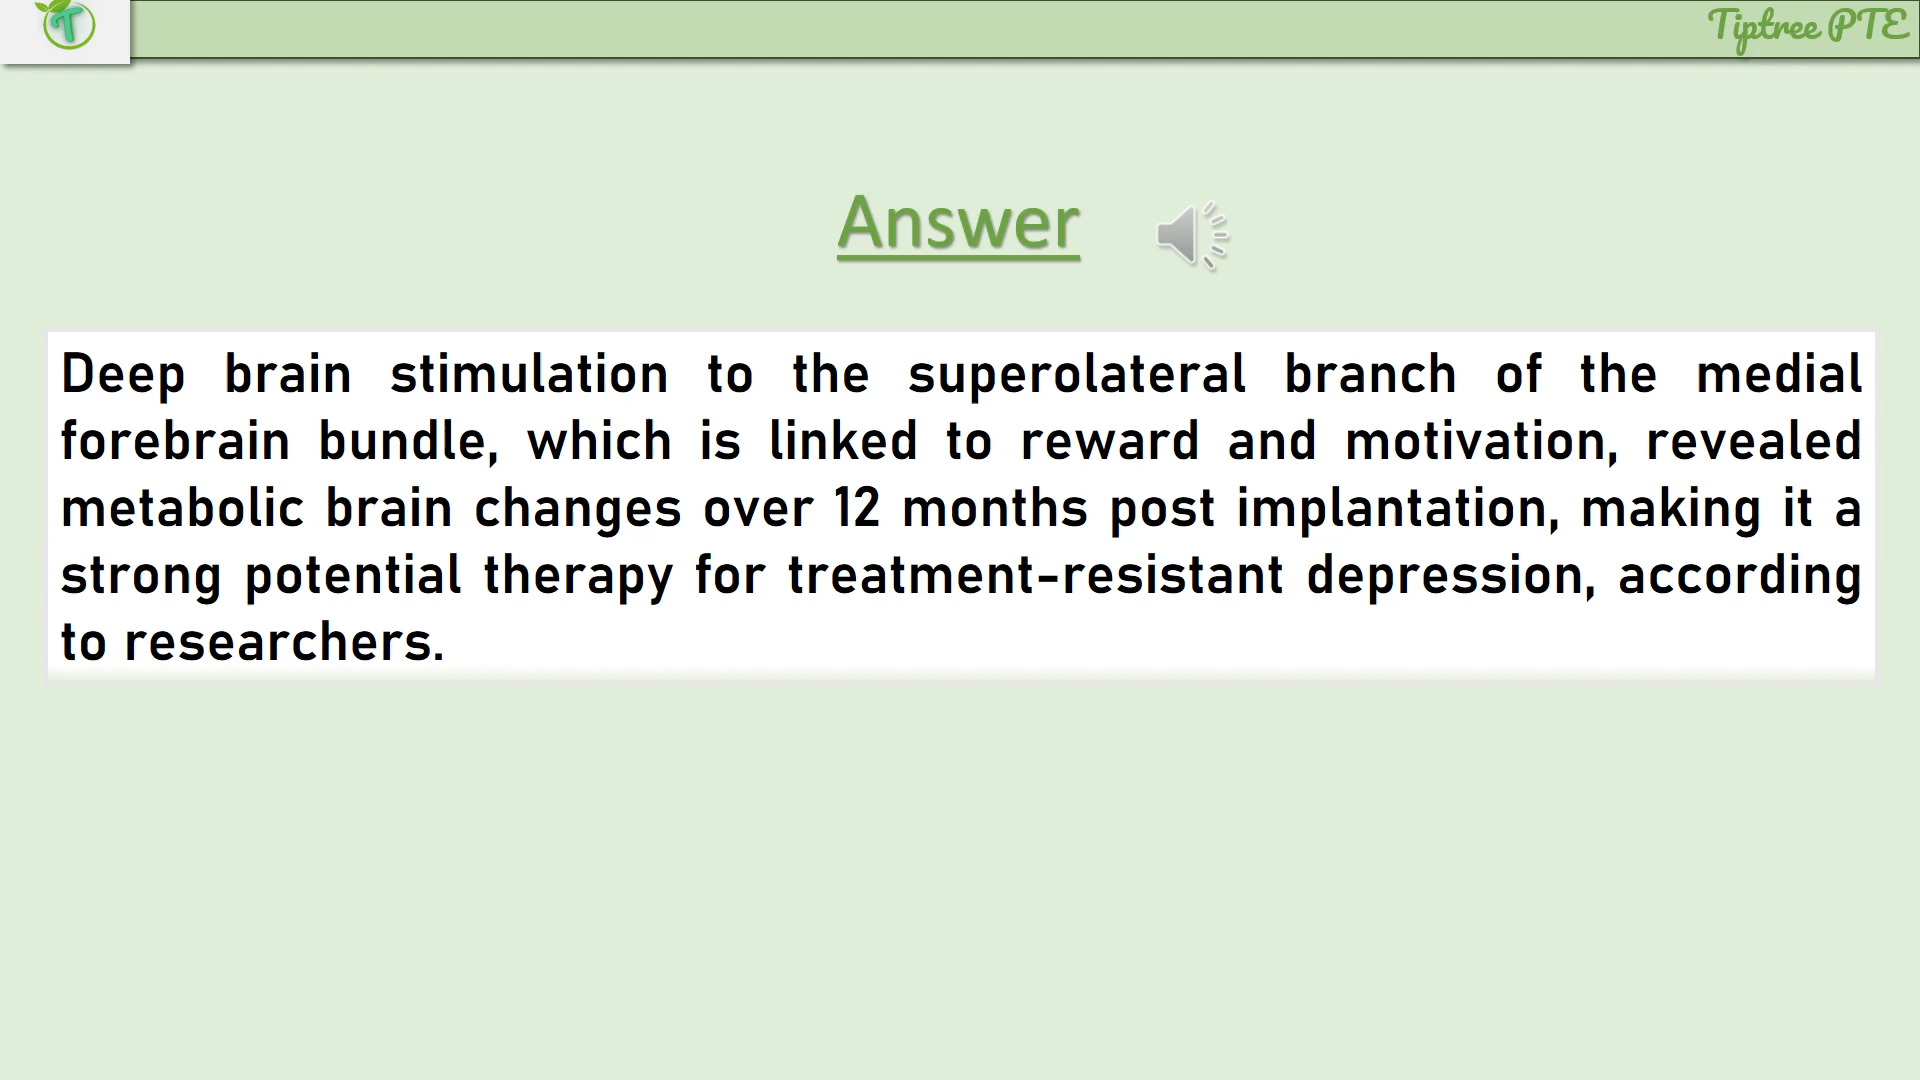 T
Tiptree PTE
Answer
Deep brain stimulation to the superolateral branch of the medial
forebrain bundle, which is linked to reward and motivation, revealed
metabolic brain changes over 12 months post implantation, making it a
strong potential therapy for treatment-resistant depression, according
to researchers.